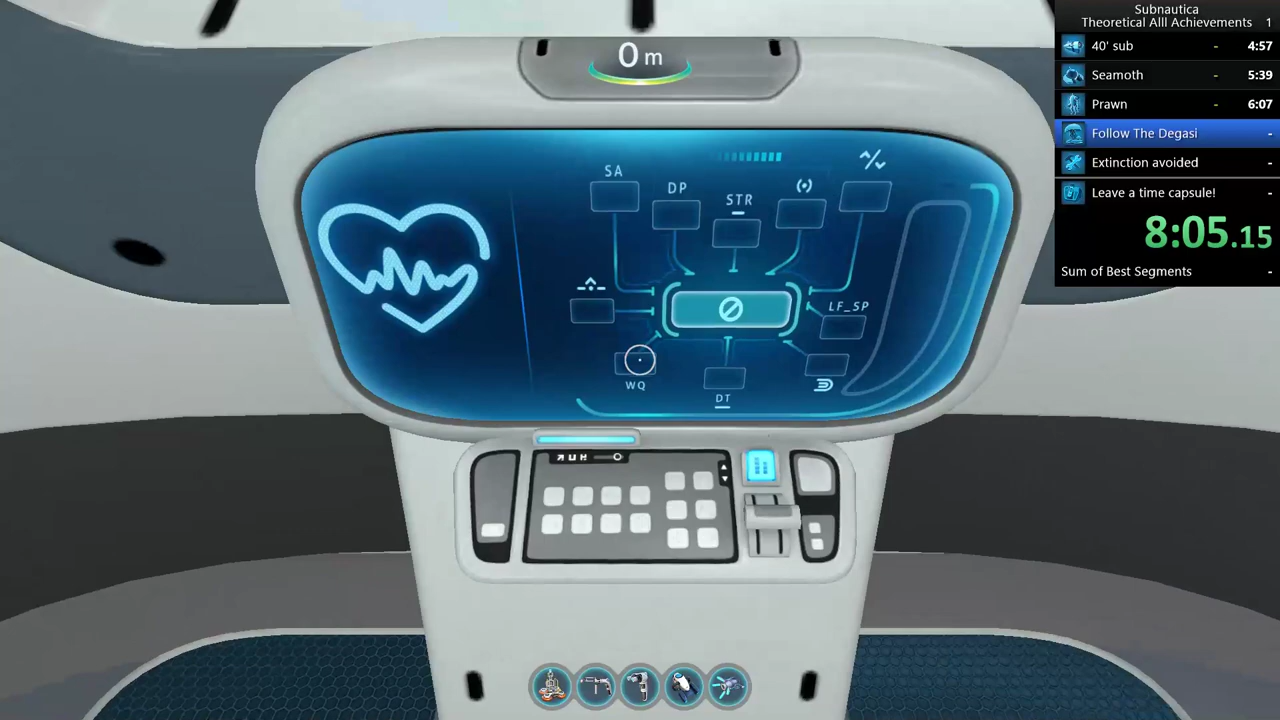 Subnautica
Theoretical Alll Achievements 1
40' sub - 4:57
Seamoth - 5:39
Prawn - 6:07
Follow The Degasi -
Extinction avoided -
Leave a time capsule! -
8:05.15
Sum of Best Segments -
0 m
SA
DP
STR
LF_SP
WQ
DT